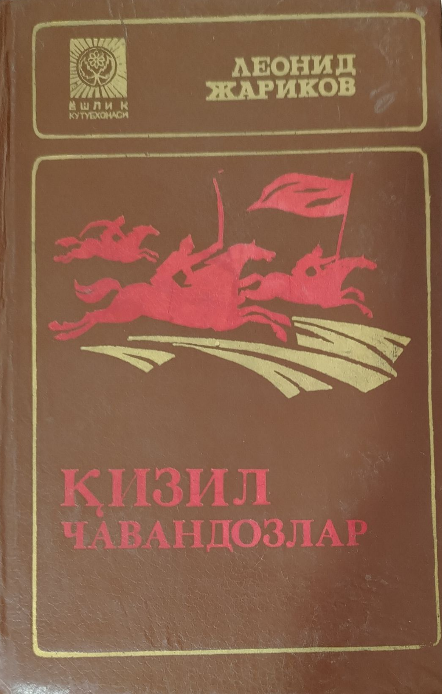 ЁШЛИК
КУТУБХОНАСИ
ЛЕОНИД
ЖАРИКОВ
ҚИЗИЛ
ЧАВАНДОЗЛАР